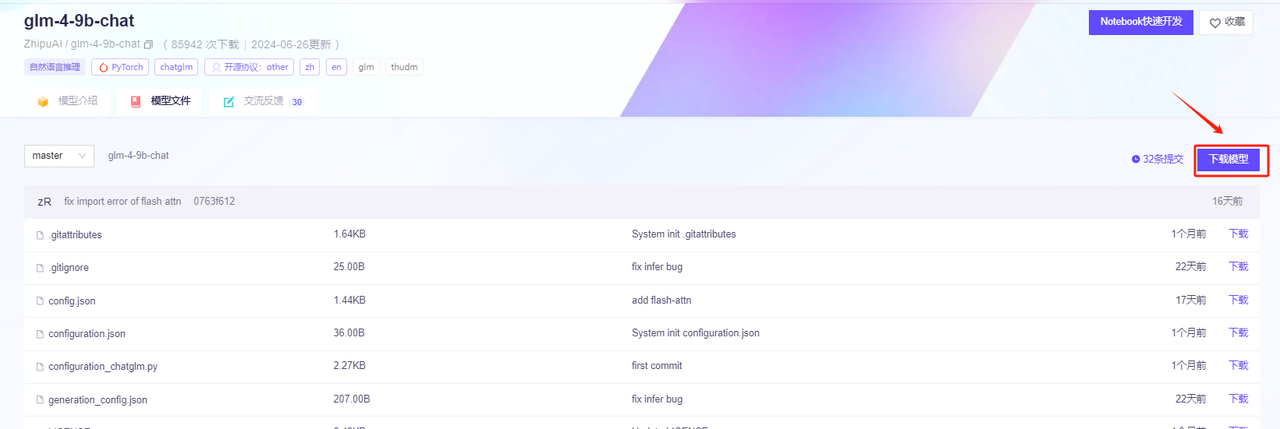 glm-4-9b-chat
Notebook快速开发 收藏
ZhipuAI / glm-4-9b-chat ( 85942 次下载 | 2024-06-26更新 )
自然语言推理 PyTorch chatglm 开源协议: other zh en glm thudm
模型介绍 模型文件 交流反馈 30
master glm-4-9b-chat 32条提交 下载模型
zR fix import error of flash attn 0763f612 16天前
.gitattributes 1.64KB System init .gitattributes 1个月前 下载
.gitignore 25.00B fix infer bug 22天前 下载
config.json 1.44KB add flash-attn 17天前 下载
configuration.json 36.00B System init configuration.json 1个月前 下载
configuration_chatglm.py 2.27KB first commit 1个月前 下载
generation_config.json 207.00B fix infer bug 22天前 下载